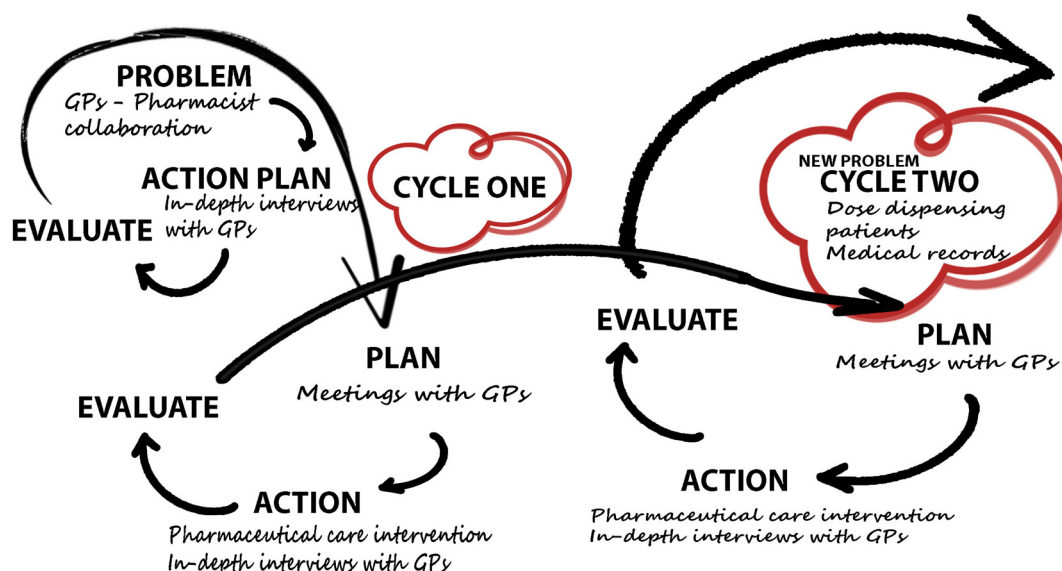 PROBLEM
GPs - Pharmacist
collaboration
ACTION PLAN
In-depth interviews
with GPs
EVALUATE
CYCLE ONE
PLAN
Meetings with GPs
ACTION
Pharmaceutical care intervention
In-depth interviews with GPs
EVALUATE
NEW PROBLEM
CYCLE TWO
Dose dispensing
patients
Medical records
PLAN
Meetings with GPs
ACTION
Pharmaceutical care intervention
In-depth interviews with GPs
EVALUATE